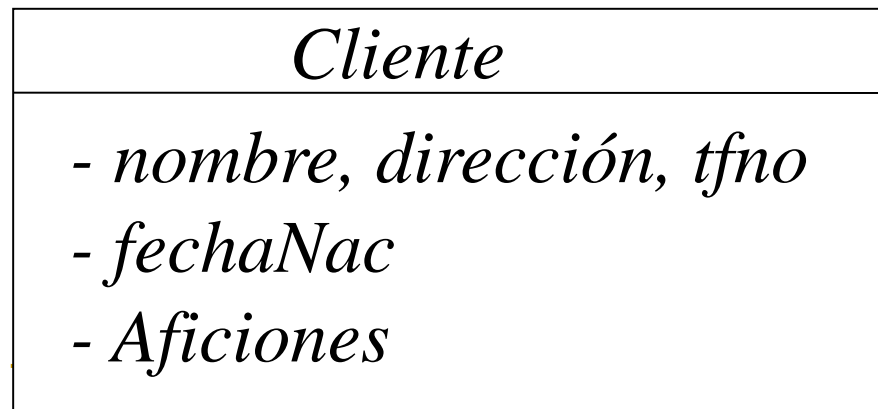 Cliente
- nombre, dirección, tfno
- fechaNac
- Aficiones